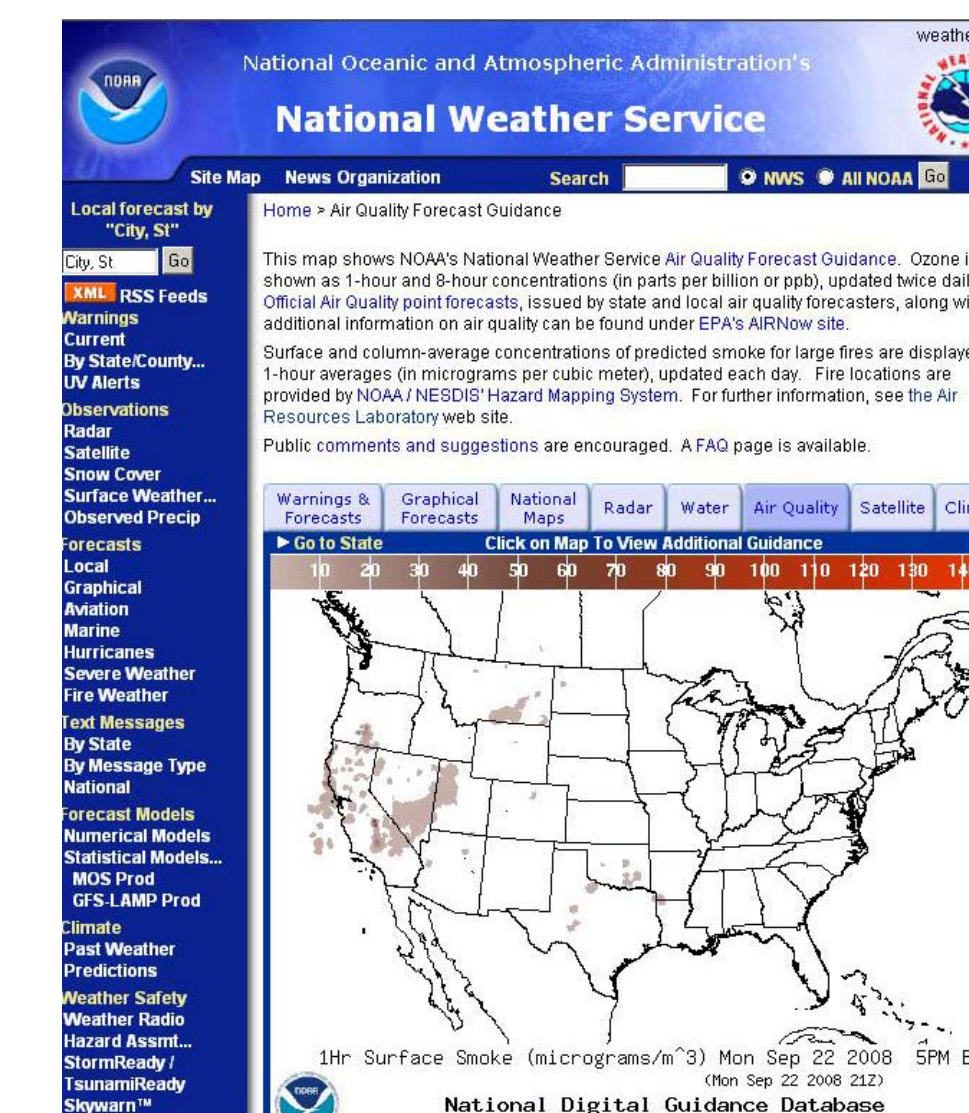 weathe
NOAA
National Oceanic and Atmospheric Administration's
National Weather Service
Site Map News Organization Search NWS All NOAA Go
Local forecast by
"City, St"
City, St Go
XML RSS Feeds
Warnings
Current
By State/County...
UV Alerts
Observations
Radar
Satellite
Snow Cover
Surface Weather...
Observed Precip
Forecasts
Local
Graphical
Aviation
Marine
Hurricanes
Severe Weather
Fire Weather
Text Messages
By State
By Message Type
National
Forecast Models
Numerical Models
Statistical Models...
MOS Prod
GFS-LAMP Prod
Climate
Past Weather
Predictions
Weather Safety
Weather Radio
Hazard Assmt...
StormReady /
TsunamiReady
Skywarn™
Home > Air Quality Forecast Guidance
This map shows NOAA's National Weather Service Air Quality Forecast Guidance. Ozone i
shown as 1-hour and 8-hour concentrations (in parts per billion or ppb), updated twice dail
Official Air Quality point forecasts, issued by state and local air quality forecasters, along wi
additional information on air quality can be found under EPA's AIRNow site.
Surface and column-average concentrations of predicted smoke for large fires are displaye
1-hour averages (in micrograms per cubic meter), updated each day. Fire locations are
provided by NOAA / NESDIS' Hazard Mapping System. For further information, see the Air
Resources Laboratory web site.
Public comments and suggestions are encouraged. A FAQ page is available.
Warnings & Forecasts Graphical Forecasts National Maps Radar Water Air Quality Satellite Cli
Go to State Click on Map To View Additional Guidance
10 20 30 40 50 60 70 80 90 100 110 120 130 14
1Hr Surface Smoke (micrograms/m^3) Mon Sep 22 2008 5PM E
(Mon Sep 22 2008 21Z)
NOAA
National Digital Guidance Database